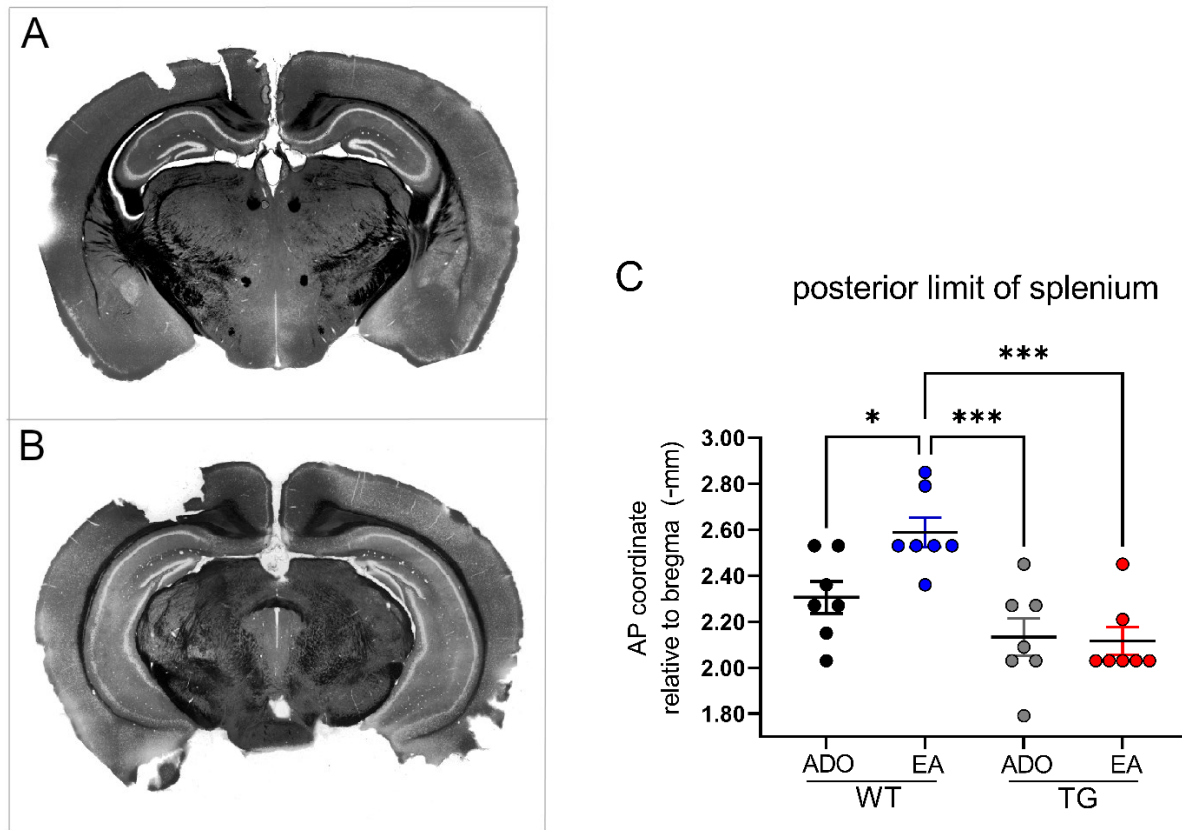 A
B
C
posterior limit of splenium
***
* ***
AP coordinate
relative to bregma (-mm)
3.00
2.80
2.60
2.40
2.20
2.00
1.80
ADO EA ADO EA
WT TG